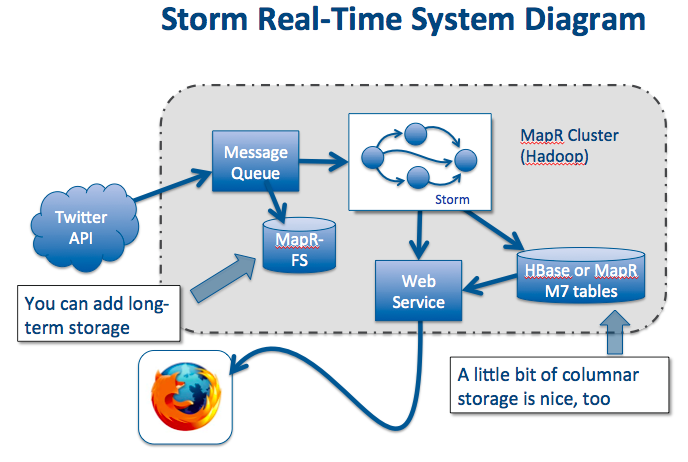 Storm Real-Time System Diagram
MapR Cluster
(Hadoop)
Message
Queue
Storm
Twitter
API
MapR-
FS
Web
Service
HBase or MapR
M7 tables
You can add long-
term storage
A little bit of columnar
storage is nice, too